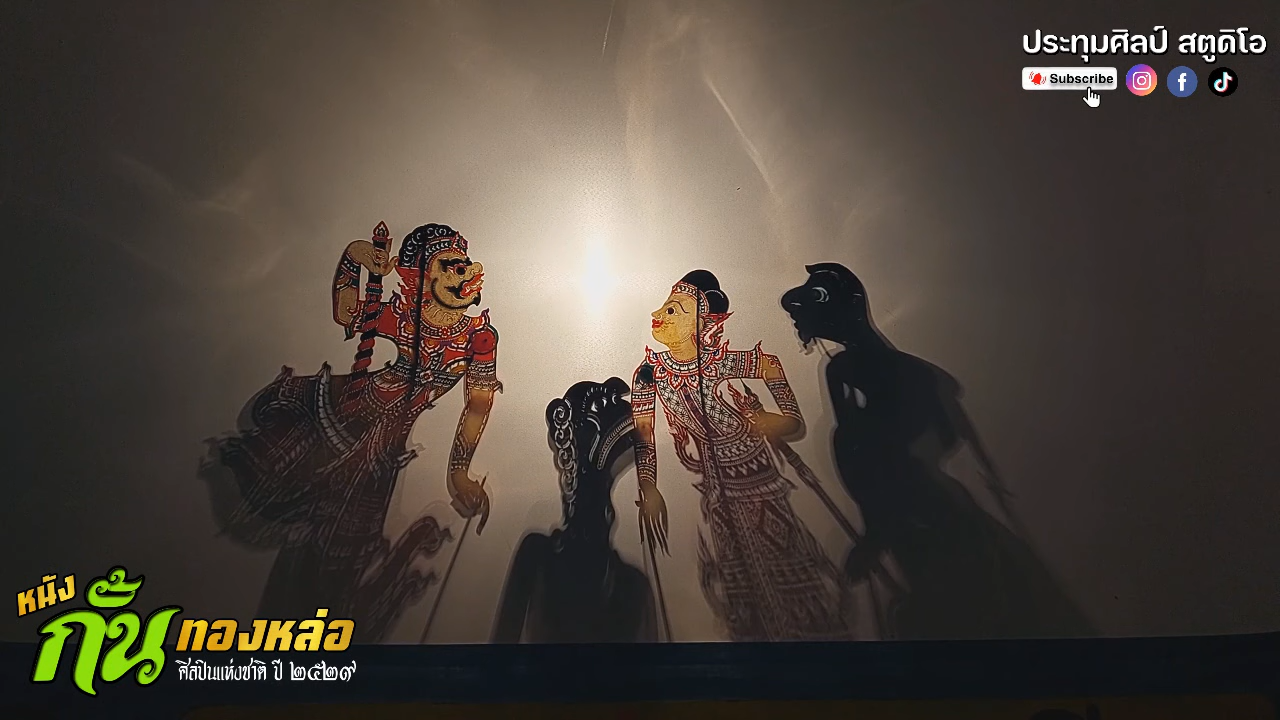 ประทุมศิลป์ สตูดิโอ
Subscribe
หนัง
กั้น ทองหล่อ
ศิลปินแห่งชาติ ปี ๒๕๒๙